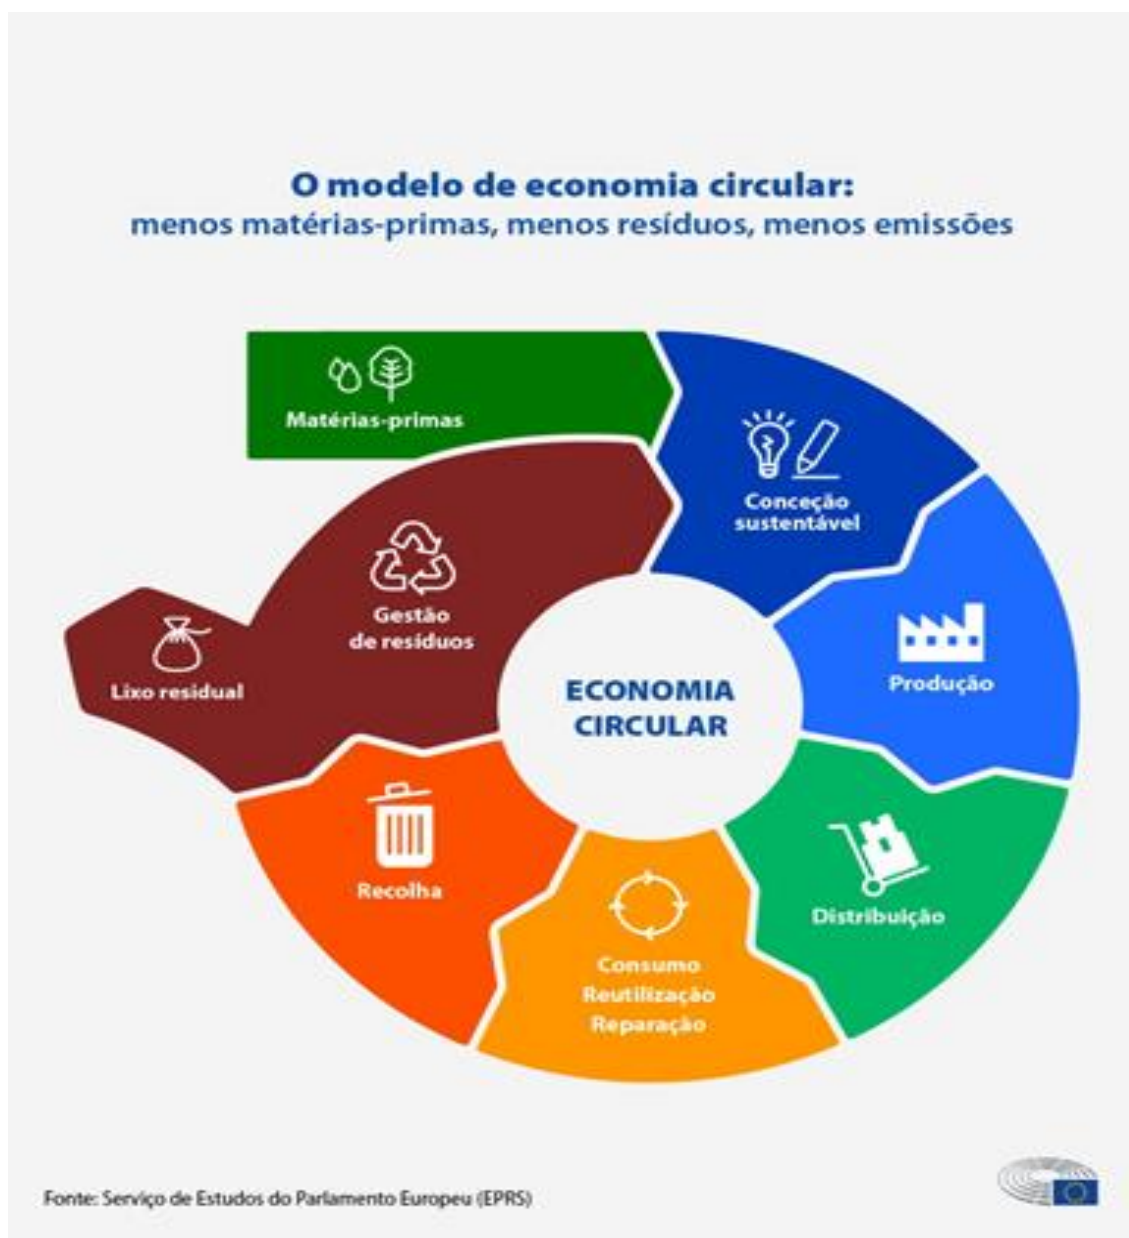 O modelo de economia circular:
menos matérias-primas, menos resíduos, menos emissões
Matérias-primas
Conceção
sustentável
Produção
Distribuição
Consumo
Reutilização
Reparação
Recolha
Gestão
de resíduos
Lixo residual
ECONOMIA
CIRCULAR
Fonte: Serviço de Estudos do Parlamento Europeu (EPRS)